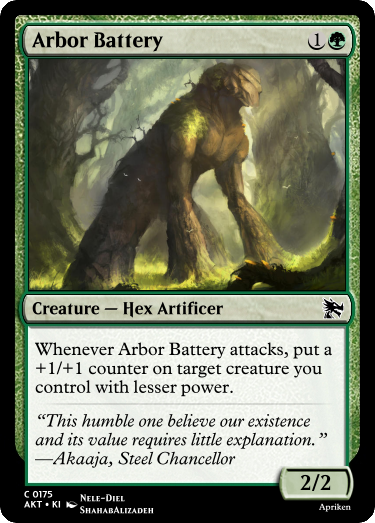 Arbor Battery 1
Creature — Hex Artificer
Whenever Arbor Battery attacks, put a
+1/+1 counter on target creature you
control with lesser power.
“This humble one believe our existence
and its value requires little explanation.”
—Akaaja, Steel Chancellor
2/2
C 0175
AKT • KI Nele-Diel
ShahabAlizadeh
Apriken